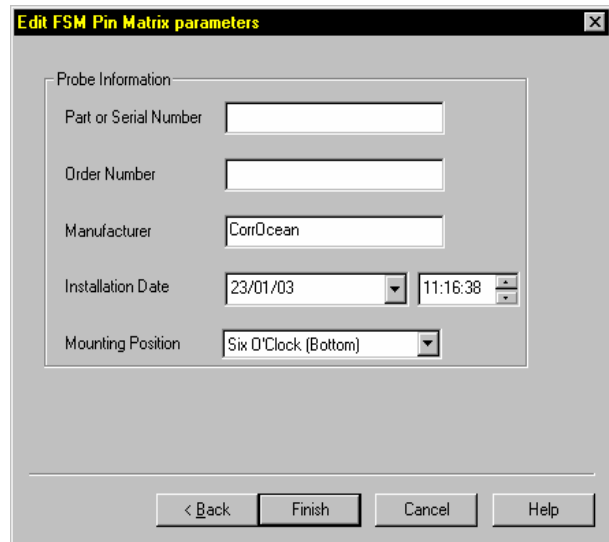 Edit FSM Pin Matrix parameters
Probe Information
Part or Serial Number
Order Number
Manufacturer CorrOcean
Installation Date 23/01/03 11:16:38
Mounting Position Six O'Clock (Bottom)
< Back Finish Cancel Help